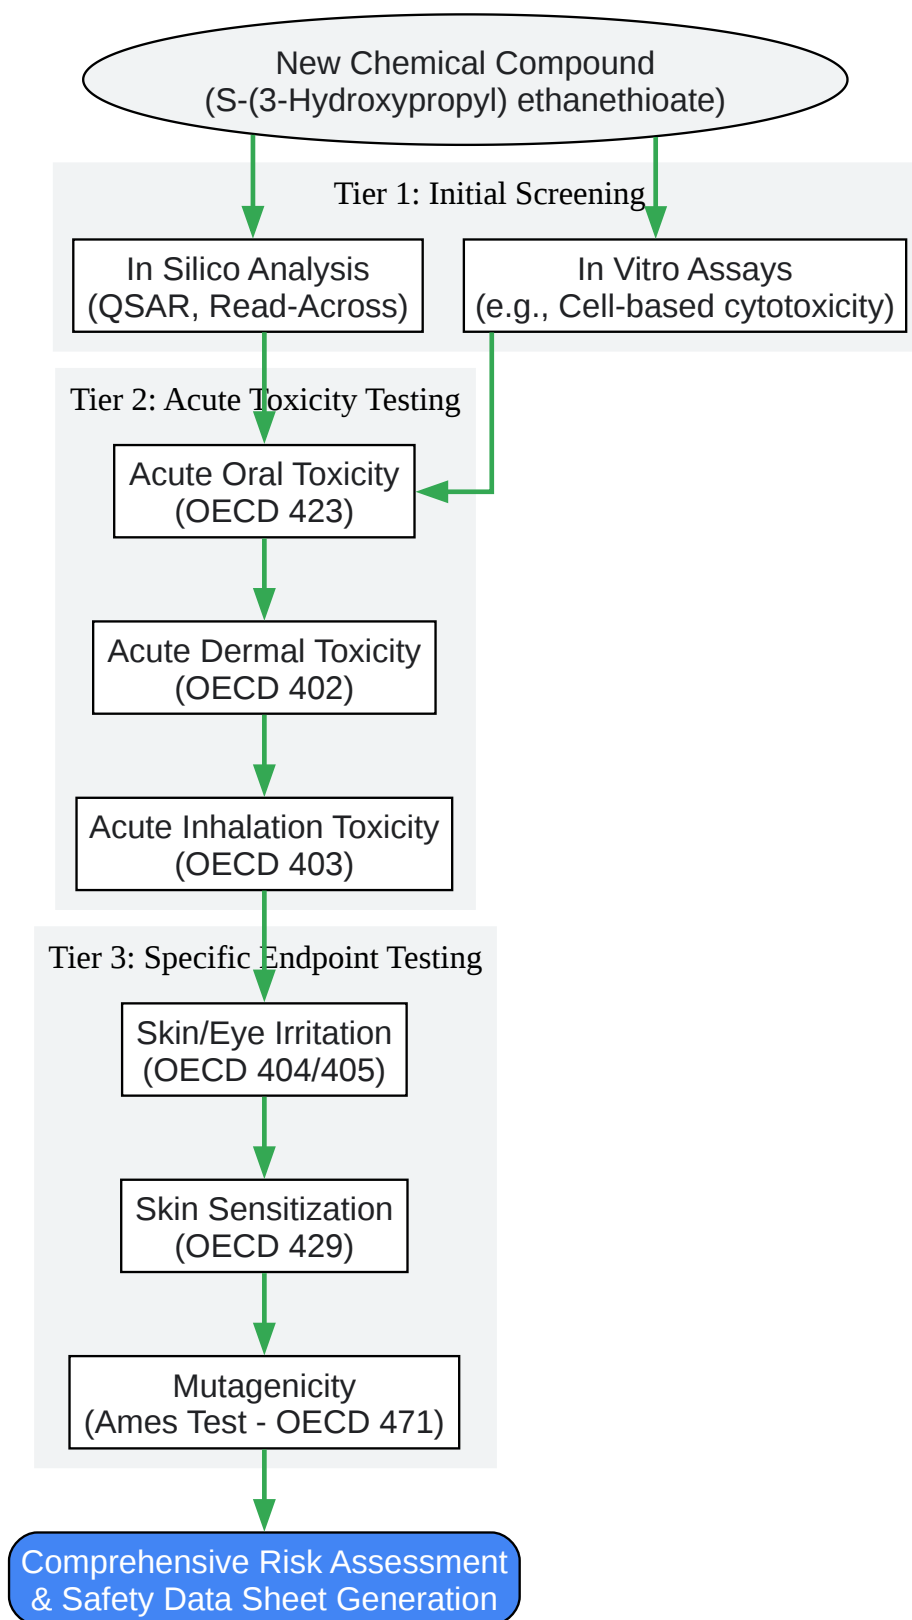 New Chemical Compound
(S-(3-Hydroxypropyl) ethanethioate)
Tier 1: Initial Screening
In Silico Analysis
(QSAR, Read-Across)
In Vitro Assays
(e.g., Cell-based cytotoxicity)
Tier 2: Acute Toxicity Testing
Acute Oral Toxicity
(OECD 423)
Acute Dermal Toxicity
(OECD 402)
Acute Inhalation Toxicity
(OECD 403)
Tier 3: Specific Endpoint Testing
Skin/Eye Irritation
(OECD 404/405)
Skin Sensitization
(OECD 429)
Mutagenicity
(Ames Test - OECD 471)
Comprehensive Risk Assessment
& Safety Data Sheet Generation